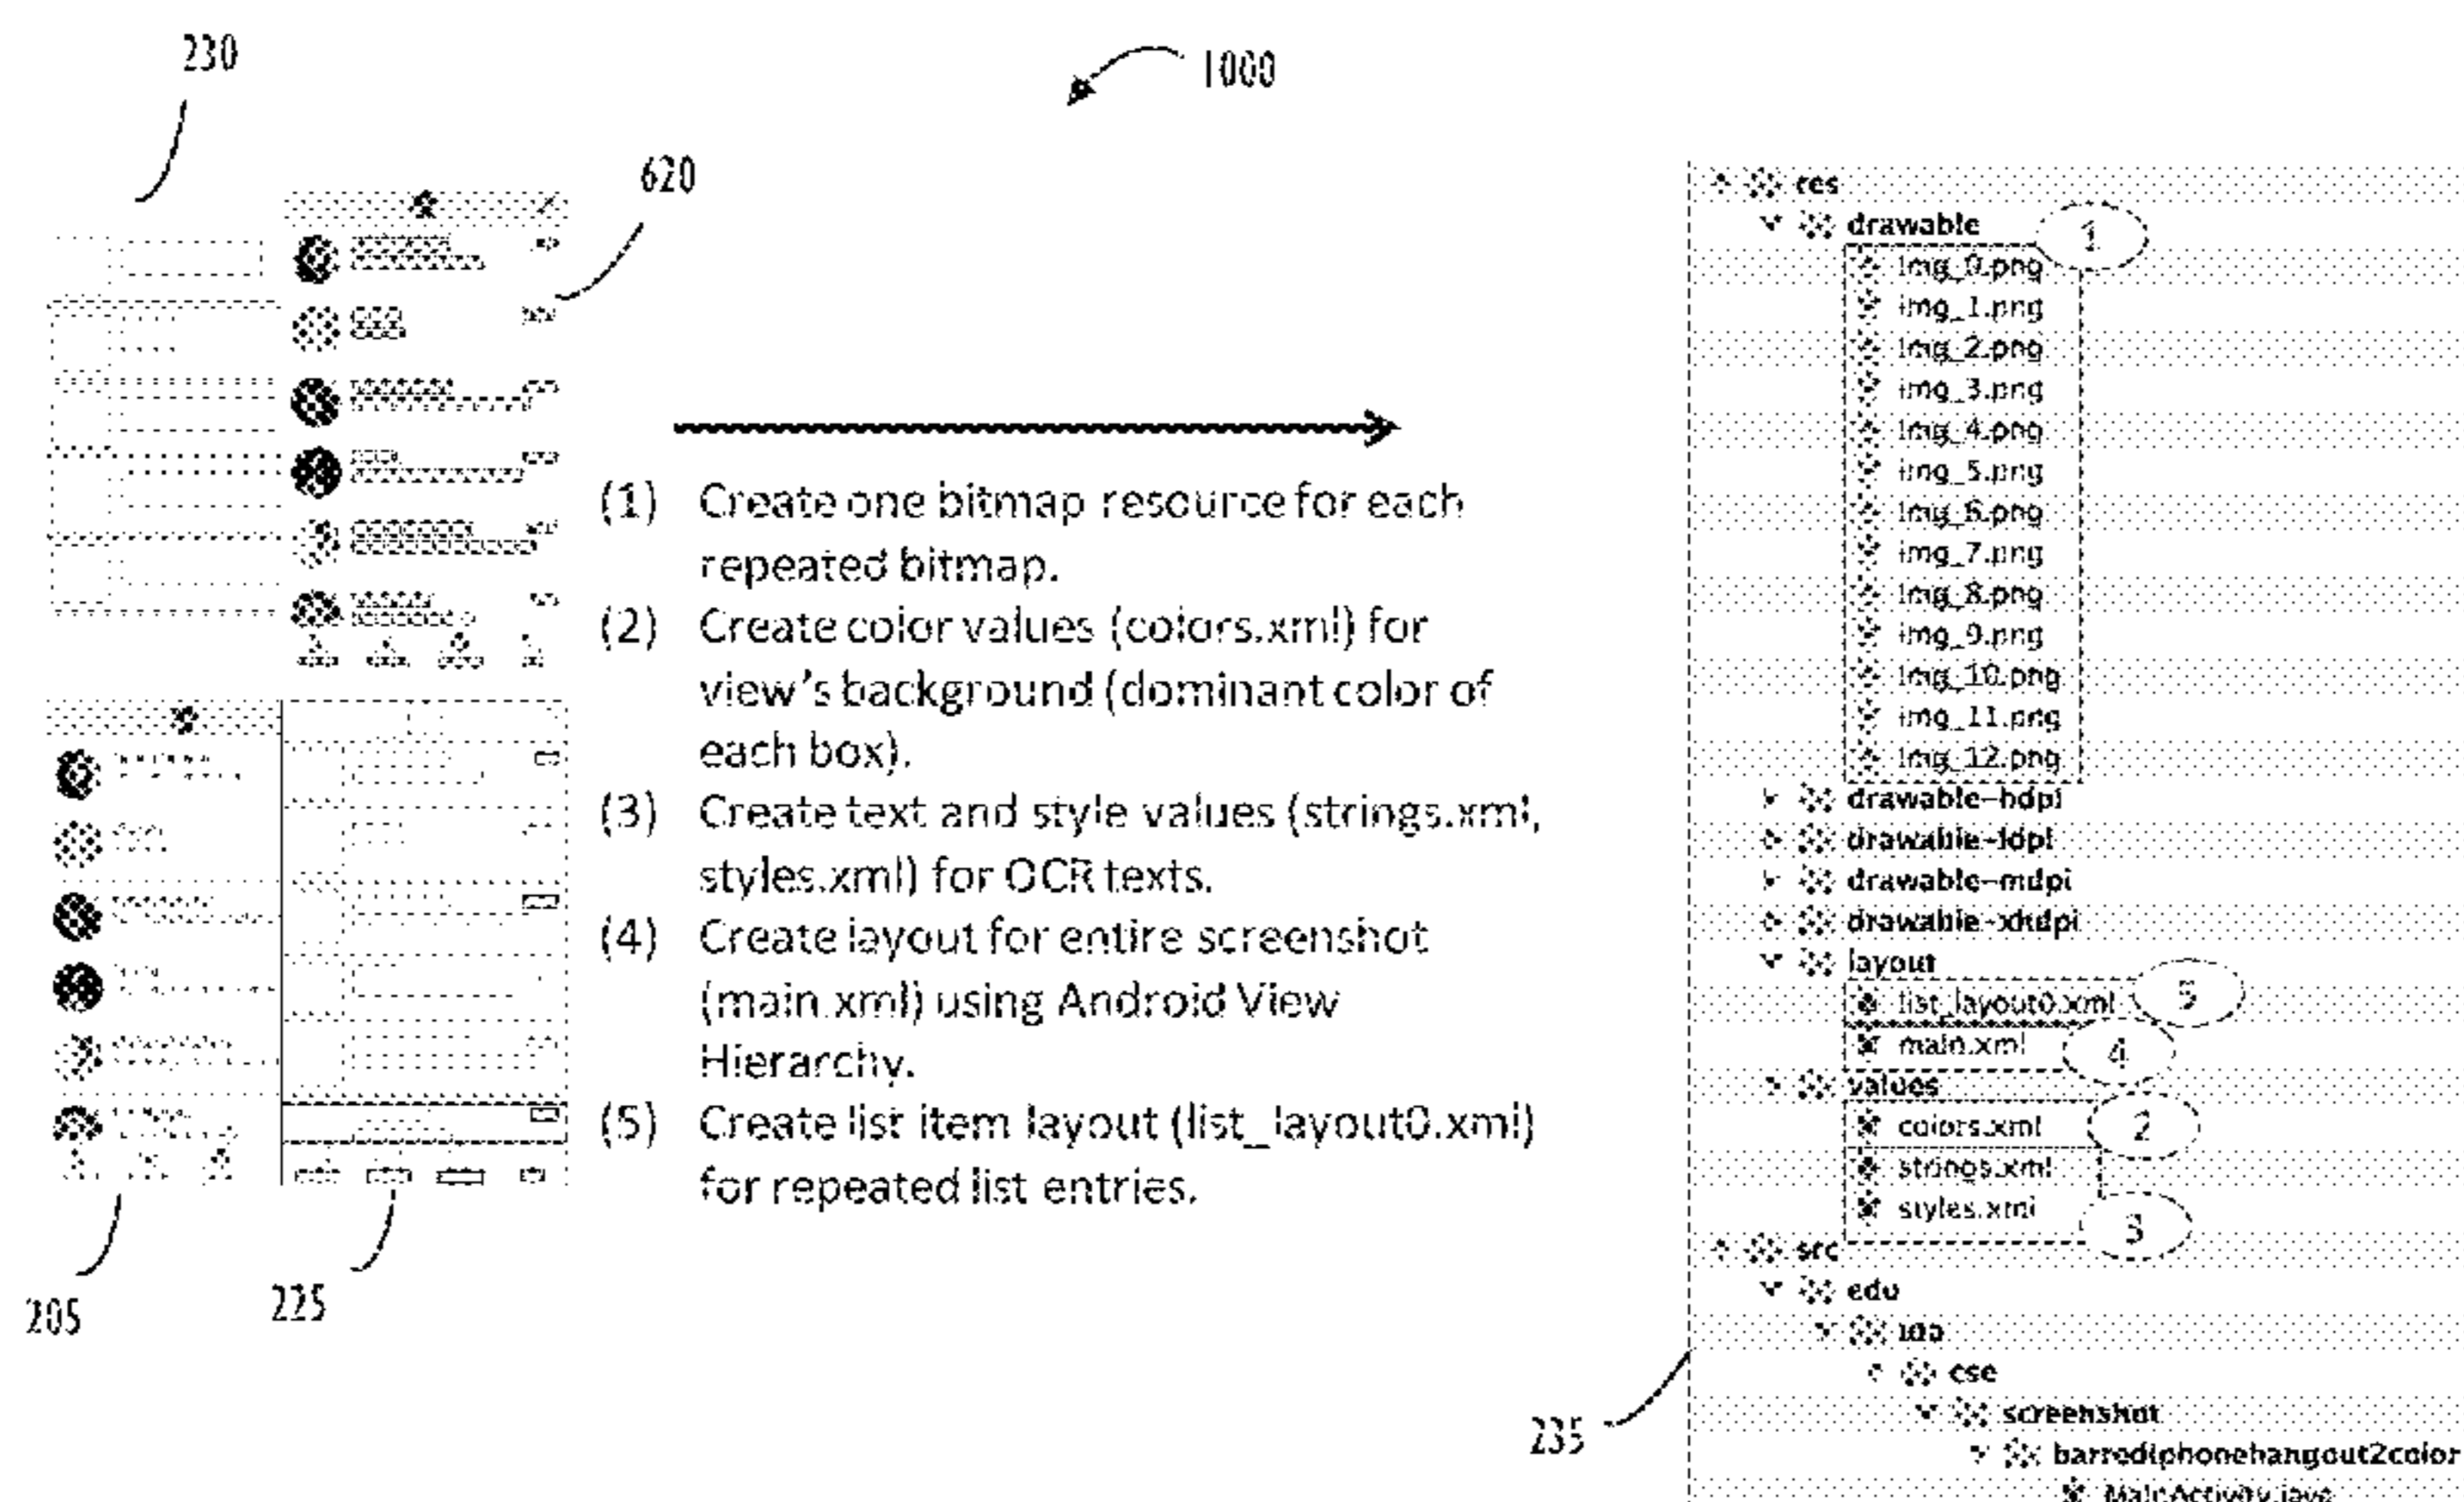 230
1000
620
(1) Create one bitmap resource for each
repeated bitmap.
(2) Create color values (colors.xml) for
view's background (dominant color of
each box).
(3) Create text and style values (strings.xml,
styles.xml) for OCR texts.
(4) Create layout for entire screenshot
(main.xml) using Android View
Hierarchy.
(5) Create list item layout (list_layout0.xml)
for repeated list entries.
205
225
235
res
drawable
1
img_0.png
img_1.png
img_2.png
img_3.png
img_4.png
img_5.png
img_6.png
img_7.png
img_8.png
img_9.png
img_10.png
img_11.png
img_12.png
drawable-hdpi
drawable-ldpi
drawable-mdpi
drawable-xhdpi
layout
list_layout0.xml
5
main.xml
4
values
colors.xml
2
strings.xml
styles.xml
3
src
edu
cse
screenshot
barrediphonehangout2color
MainActivity.java